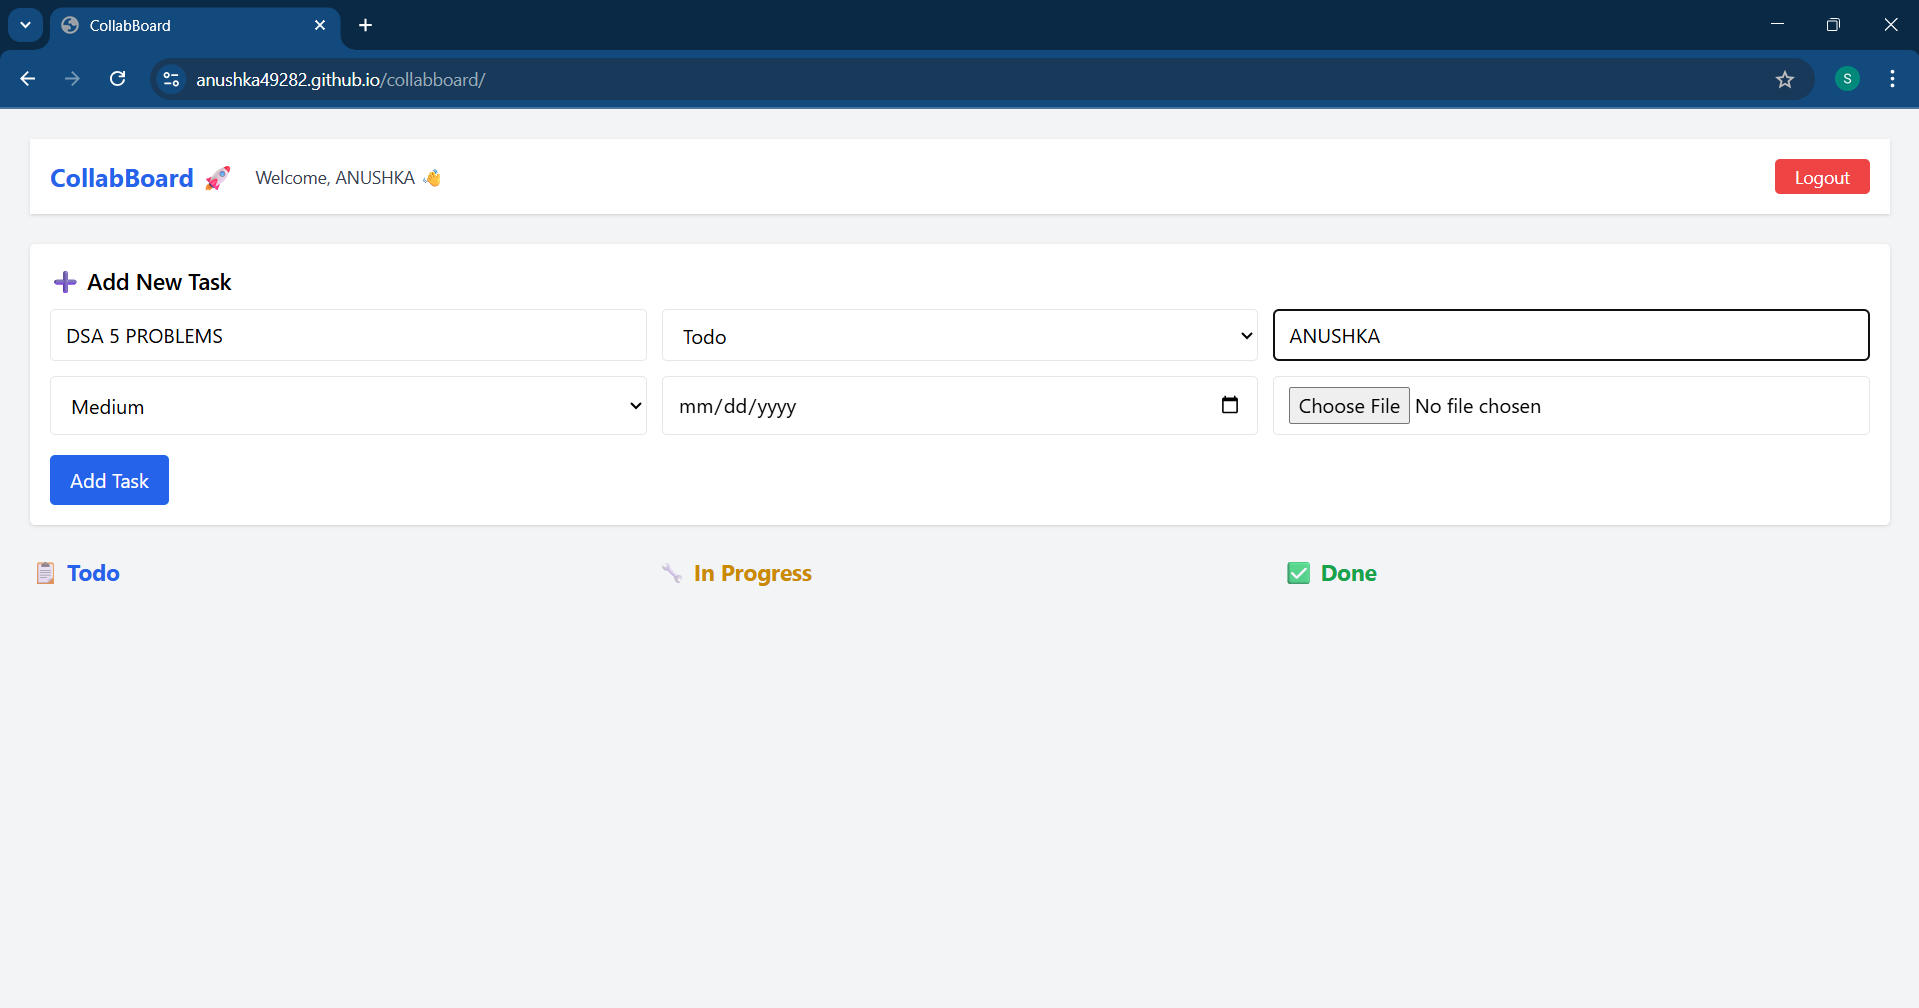 CollabBoard
anushka49282.github.io/collabboard/
S
CollabBoard 🚀 Welcome, ANUSHKA 👋
Logout
➕ Add New Task
DSA 5 PROBLEMS
Todo
ANUSHKA
Medium
mm/dd/yyyy
Choose File No file chosen
Add Task
📋 Todo
🔧 In Progress
✅ Done